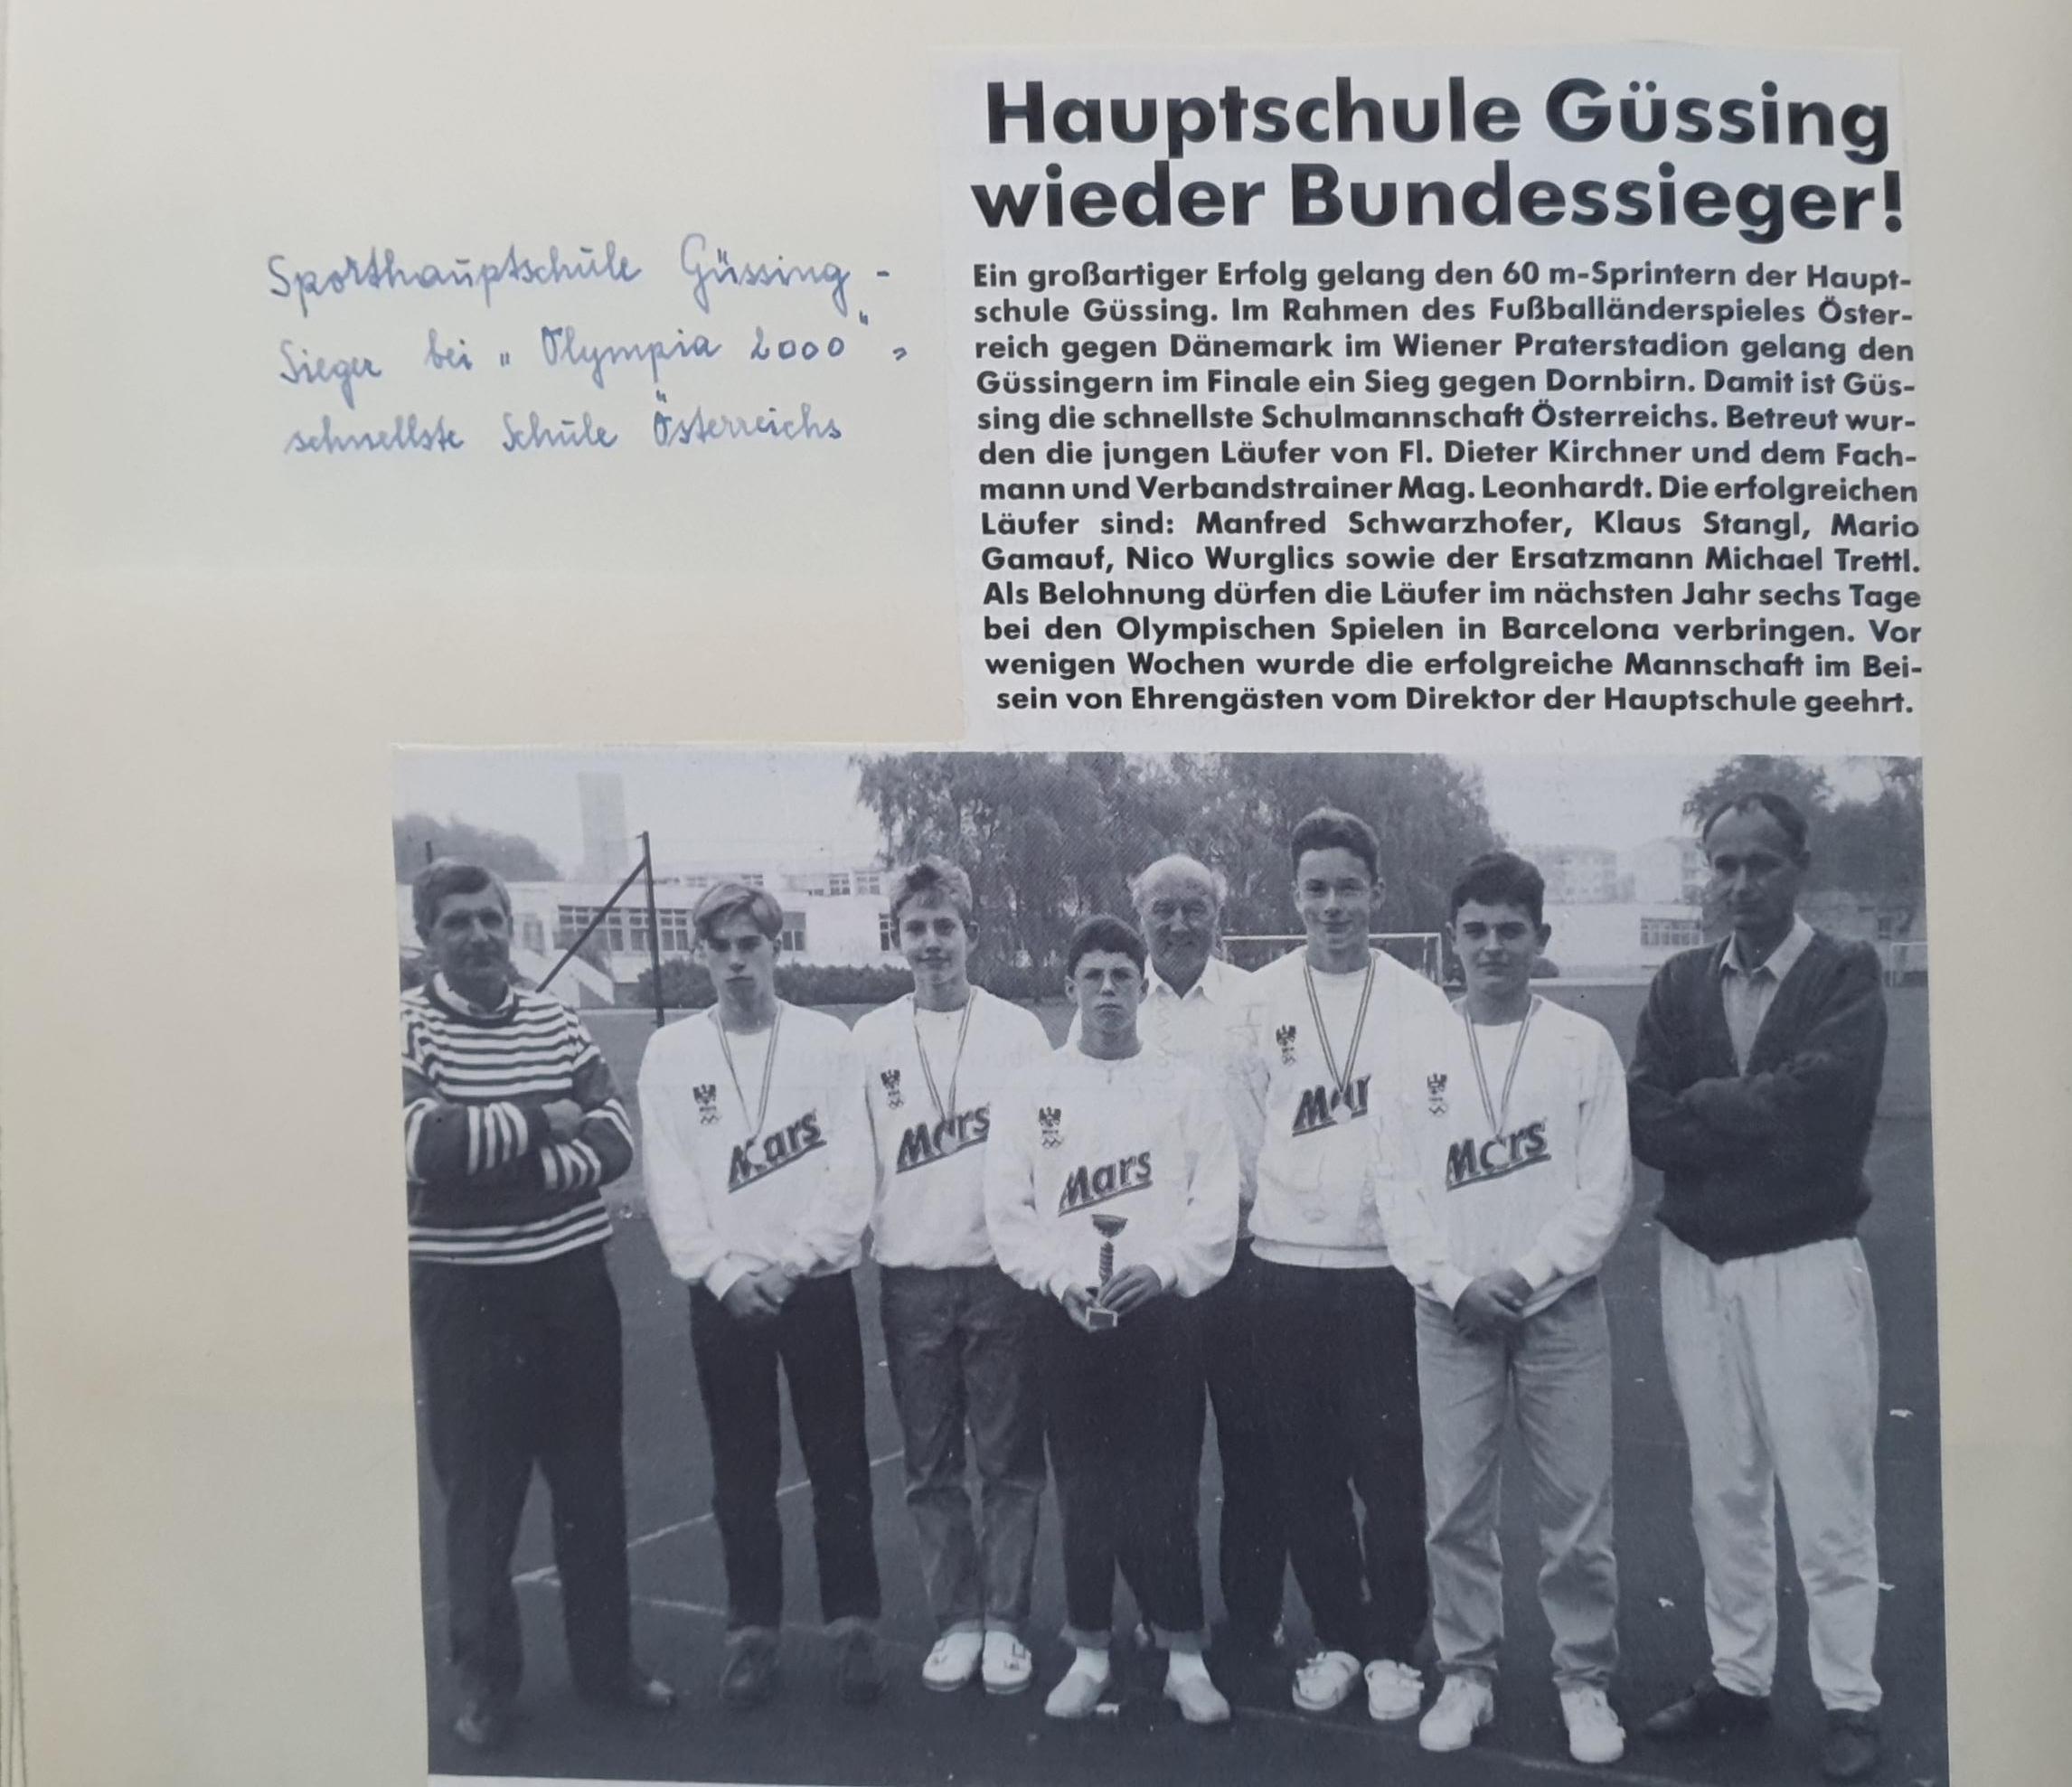 Sporthauptschule Güssing -
Sieger bei "Olympia 2000",
schnellste Schule Österreichs
Hauptschule Güssing
wieder Bundessieger!
Ein großartiger Erfolg gelang den 60 m-Sprintern der Haupt-
schule Güssing. Im Rahmen des Fußballänderspieles Öster-
reich gegen Dänemark im Wiener Praterstadion gelang den
Güssingern im Finale ein Sieg gegen Dornbirn. Damit ist Güs-
sing die schnellste Schulmannschaft Österreichs. Betreut wur-
den die jungen Läufer von Fl. Dieter Kirchner und dem Fach-
mann und Verbandstrainer Mag. Leonhardt. Die erfolgreichen
Läufer sind: Manfred Schwarzhofer, Klaus Stangl, Mario
Gamauf, Nico Wurglics sowie der Ersatzmann Michael Trettl.
Als Belohnung dürfen die Läufer im nächsten Jahr sechs Tage
bei den Olympischen Spielen in Barcelona verbringen. Vor
wenigen Wochen wurde die erfolgreiche Mannschaft im Bei-
sein von Ehrengästen vom Direktor der Hauptschule geehrt.
Mars
Mars
Mars
Mar
Mars